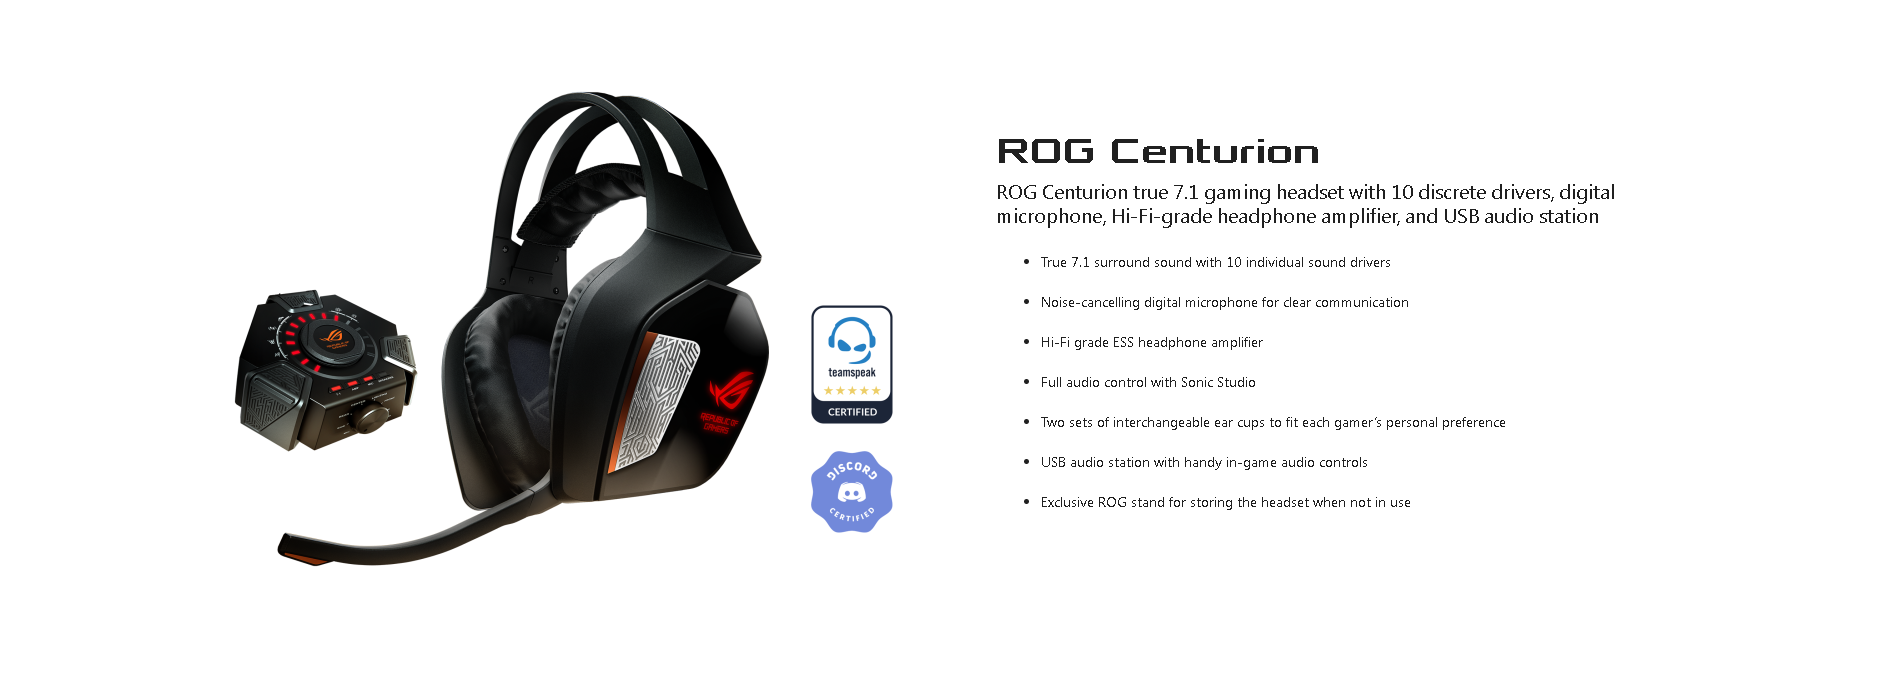 ROG Centurion
ROG Centurion true 7.1 gaming headset with 10 discrete drivers, digital
microphone, Hi-Fi-grade headphone amplifier, and USB audio station
True 7.1 surround sound with 10 individual sound drivers
Noise-cancelling digital microphone for clear communication
Hi-Fi grade ESS headphone amplifier
Full audio control with Sonic Studio
Two sets of interchangeable ear cups to fit each gamer’s personal preference
USB audio station with handy in-game audio controls
Exclusive ROG stand for storing the headset when not in use
teamspeak
CERTIFIED
DISCORD
CERTIFIED
REPUBLIC OF
GAMERS